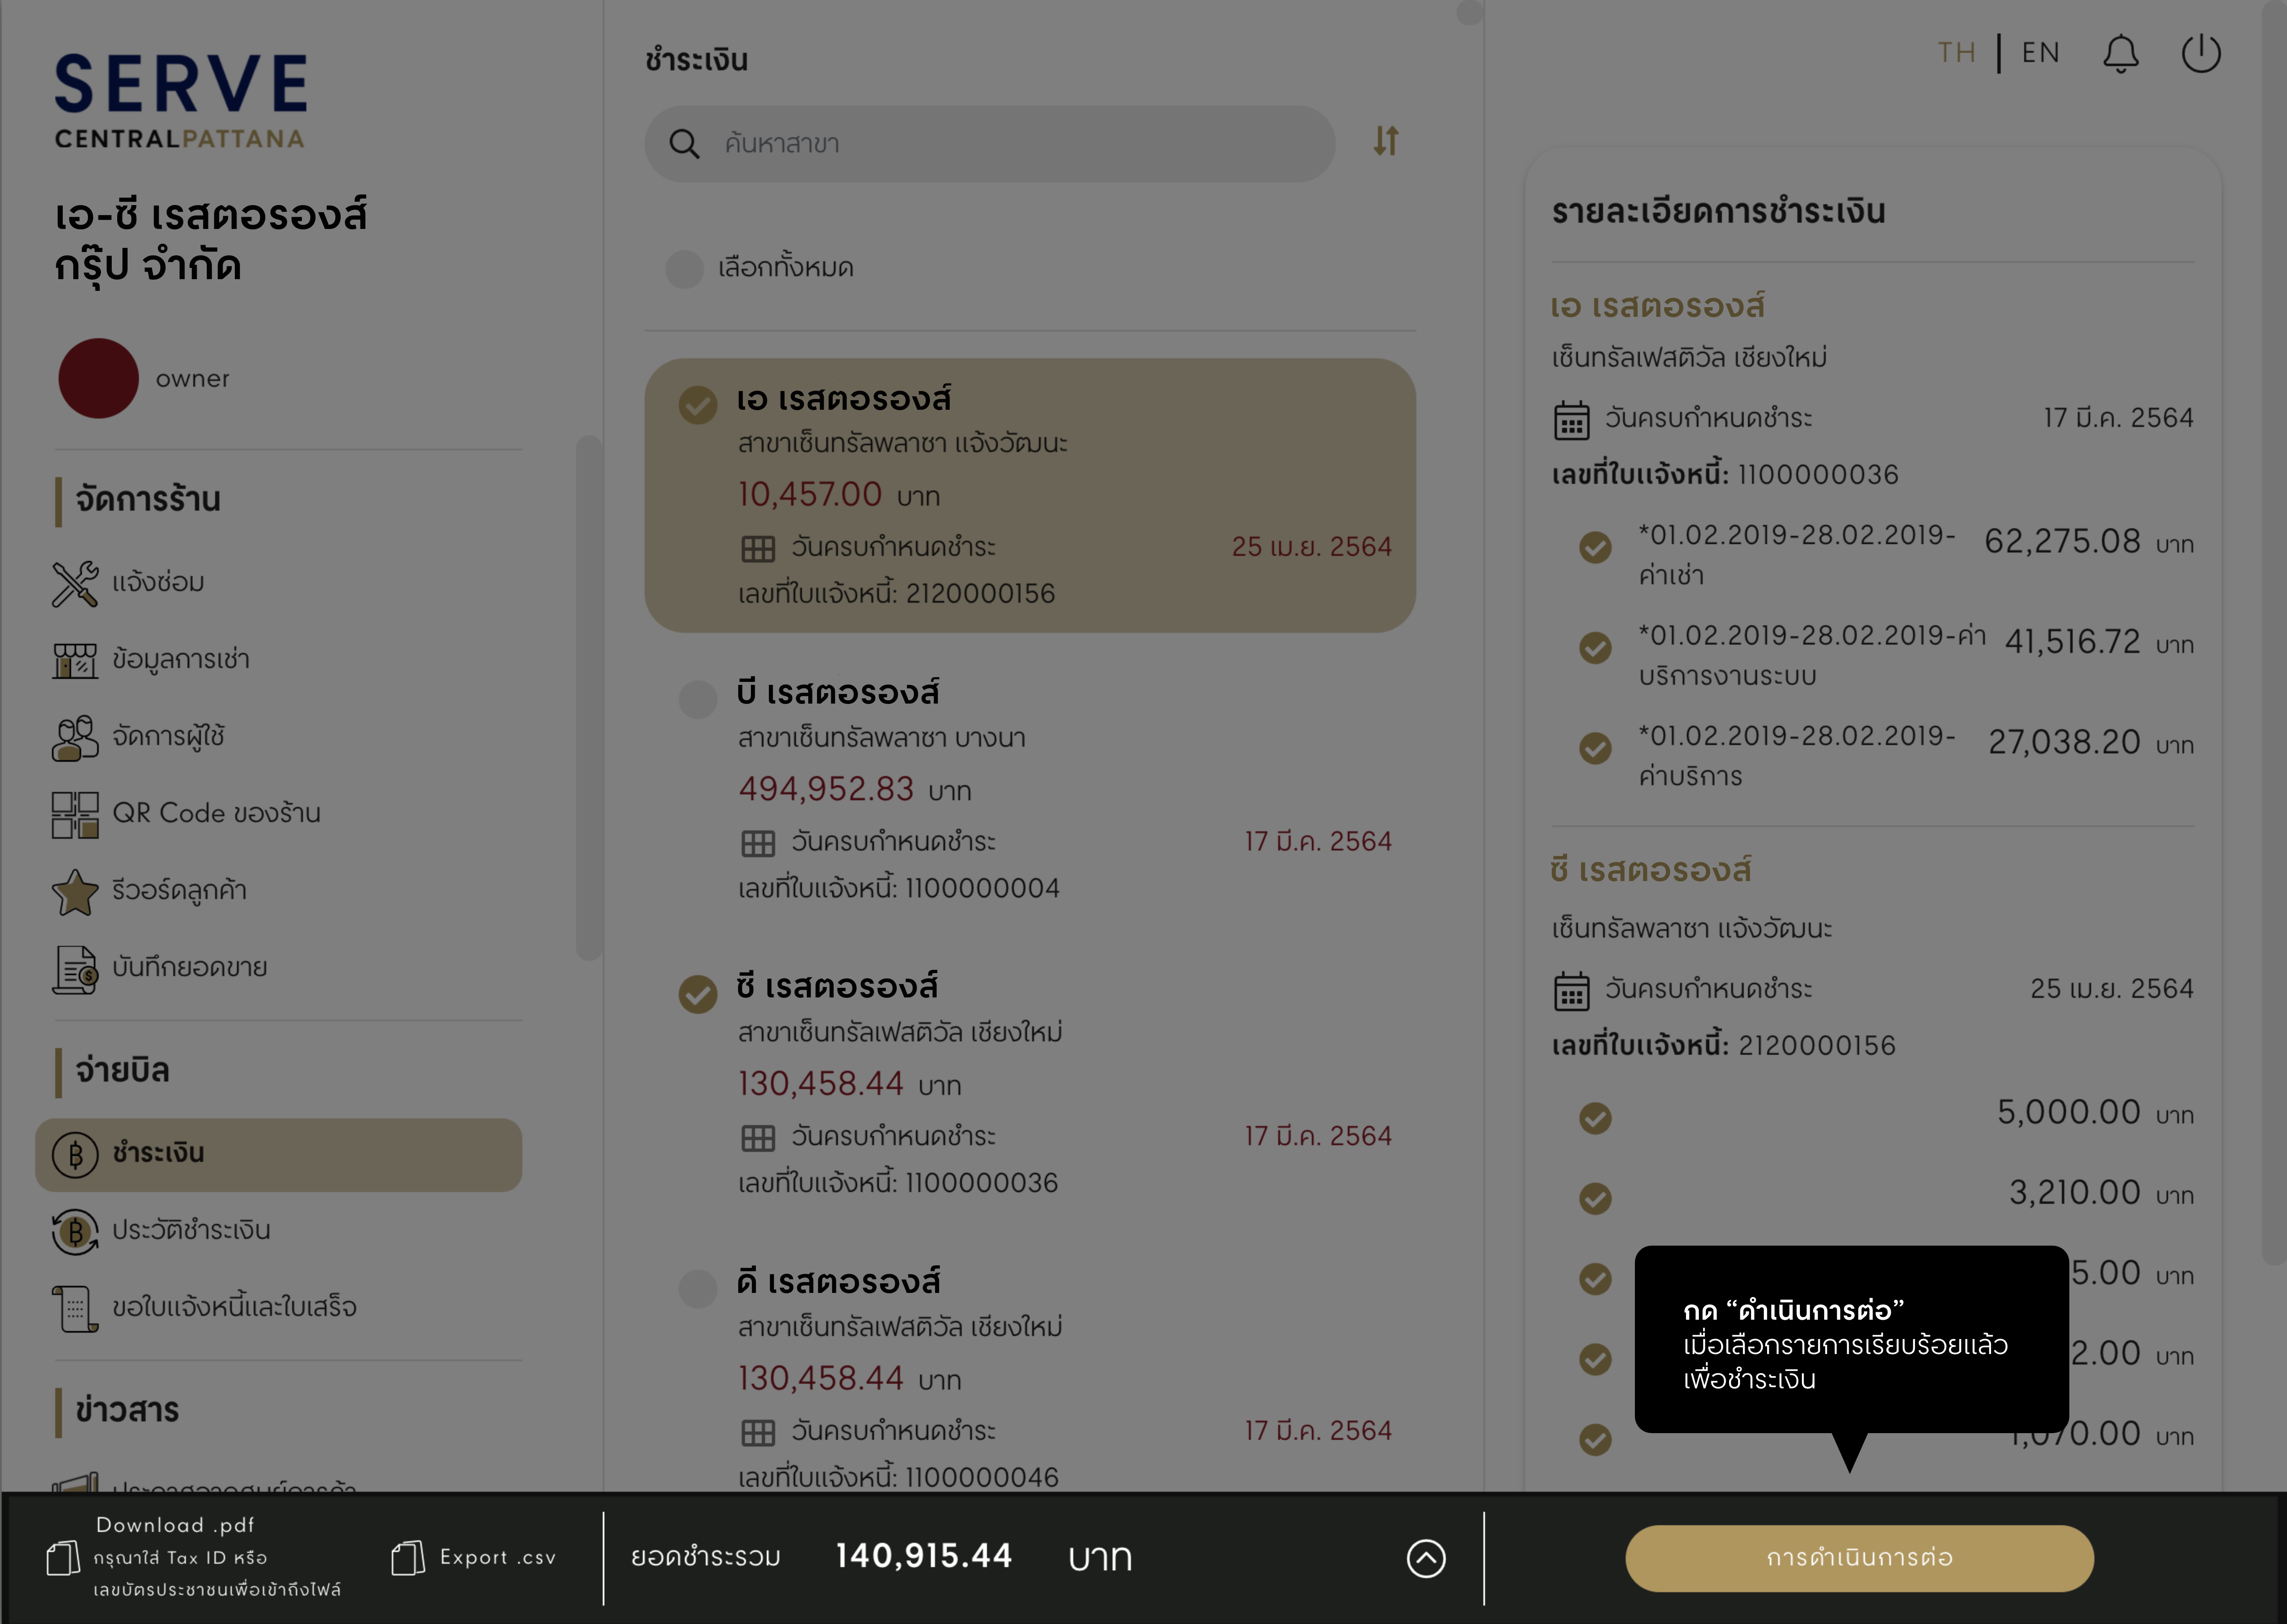 SERVE
CENTRALPATTANA
เอ-ซี เรสตอรองส์
กรุ๊ป จำกัด
owner
จัดการร้าน
แจ้งซ่อม
ข้อมูลการเช่า
จัดการผู้ใช้
QR Code ของร้าน
รีวอร์ดลูกค้า
บันทึกยอดขาย
จ่ายบิล
ชำระเงิน
ประวัติชำระเงิน
ขอใบแจ้งหนี้และใบเสร็จ
ข่าวสาร
ชำระเงิน
ค้นหาสาขา
เลือกทั้งหมด
เอ เรสตอรองส์
สาขาเซ็นทรัลพลาซา แจ้งวัฒนะ
10,457.00 บาท
วันครบกำหนดชำระ 25 เม.ย. 2564
เลขที่ใบแจ้งหนี้: 2120000156
บี เรสตอรองส์
สาขาเซ็นทรัลพลาซา บางนา
494,952.83 บาท
วันครบกำหนดชำระ 17 มี.ค. 2564
เลขที่ใบแจ้งหนี้: 1100000004
ซี เรสตอรองส์
สาขาเซ็นทรัลเฟสติวัล เชียงใหม่
130,458.44 บาท
วันครบกำหนดชำระ 17 มี.ค. 2564
เลขที่ใบแจ้งหนี้: 1100000036
ดี เรสตอรองส์
สาขาเซ็นทรัลเฟสติวัล เชียงใหม่
130,458.44 บาท
วันครบกำหนดชำระ 17 มี.ค. 2564
เลขที่ใบแจ้งหนี้: 1100000046
TH | EN
รายละเอียดการชำระเงิน
เอ เรสตอรองส์
เซ็นทรัลเฟสติวัล เชียงใหม่
วันครบกำหนดชำระ 17 มี.ค. 2564
เลขที่ใบแจ้งหนี้: 1100000036
*01.02.2019-28.02.2019- 62,275.08 บาท
ค่าเช่า
*01.02.2019-28.02.2019-ค่า 41,516.72 บาท
บริการงานระบบ
*01.02.2019-28.02.2019- 27,038.20 บาท
ค่าบริการ
ซี เรสตอรองส์
เซ็นทรัลพลาซา แจ้งวัฒนะ
วันครบกำหนดชำระ 25 เม.ย. 2564
เลขที่ใบแจ้งหนี้: 2120000156
5,000.00 บาท
3,210.00 บาท
5.00 บาท
2.00 บาท
1,070.00 บาท
กด “ดำเนินการต่อ”
เมื่อเลือกรายการเรียบร้อยแล้ว
เพื่อชำระเงิน
Download .pdf
กรุณาใส่ Tax ID หรือ
เลขบัตรประชาชนเพื่อเข้าถึงไฟล์
Export .csv
ยอดชำระรวม 140,915.44 บาท
การดำเนินการต่อ